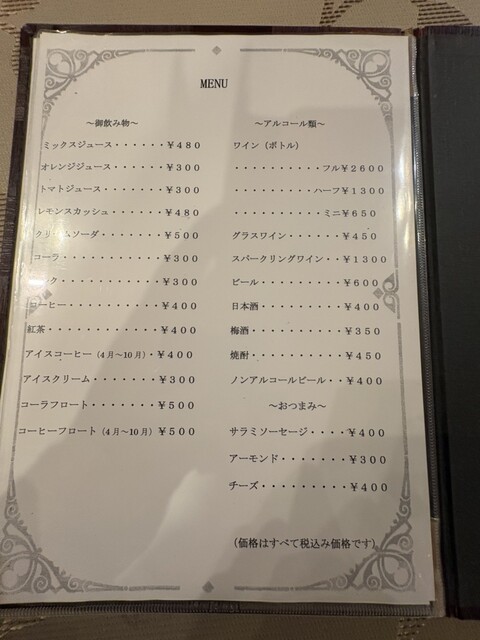 MENU
～御飲み物～
ミックスジュース・・・・・・￥４８０
オレンジジュース・・・・・・￥３００
トマトジュース・・・・・・・￥３００
レモンスカッシュ・・・・・・￥４８０
クリームソーダ・・・・・・・￥５００
コーラ・・・・・・・・・・・￥３００
ク・・・・・・・・・・・￥３００
コーヒー・・・・・・・・・・￥４００
紅茶・・・・・・・・・・・・￥４００
アイスコーヒー（4月～10月）・￥４００
アイスクリーム・・・・・・・￥３００
コーラフロート・・・・・・・￥５００
コーヒーフロート（4月～10月）￥５００
～アルコール類～
ワイン（ボトル）
・・・・・・・・・・フル￥２６００
・・・・・・・・・ハーフ￥１３００
・・・・・・・・・・ミニ￥６５０
グラスワイン・・・・・・・￥４５０
スパークリングワイン・・￥１３００
ビール・・・・・・・・・・￥６００
日本酒・・・・・・・・・・￥４００
梅酒・・・・・・・・・・・￥３５０
焼酎・・・・・・・・・・・￥４５０
ノンアルコールビール・・￥４００
～おつまみ～
サラミソーセージ・・・・￥４００
アーモンド・・・・・・・￥３００
チーズ・・・・・・・・・￥４００
（価格はすべて税込み価格です）